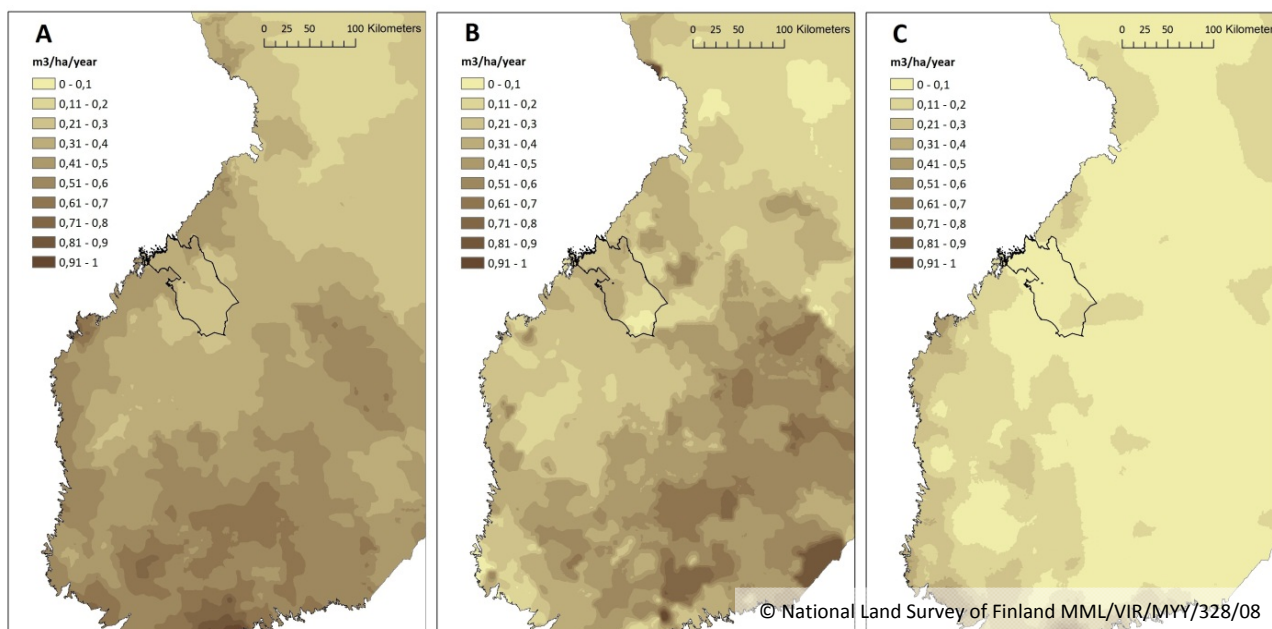 A
0 25 50 100 Kilometers
m3/ha/year
0 - 0,1
0,11 - 0,2
0,21 - 0,3
0,31 - 0,4
0,41 - 0,5
0,51 - 0,6
0,61 - 0,7
0,71 - 0,8
0,81 - 0,9
0,91 - 1
B
0 25 50 100 Kilometers
m3/ha/year
0 - 0,1
0,11 - 0,2
0,21 - 0,3
0,31 - 0,4
0,41 - 0,5
0,51 - 0,6
0,61 - 0,7
0,71 - 0,8
0,81 - 0,9
0,91 - 1
C
0 25 50 100 Kilometers
m3/ha/year
0 - 0,1
0,11 - 0,2
0,21 - 0,3
0,31 - 0,4
0,41 - 0,5
0,51 - 0,6
0,61 - 0,7
0,71 - 0,8
0,81 - 0,9
0,91 - 1
© National Land Survey of Finland MML/VIR/MYY/328/08